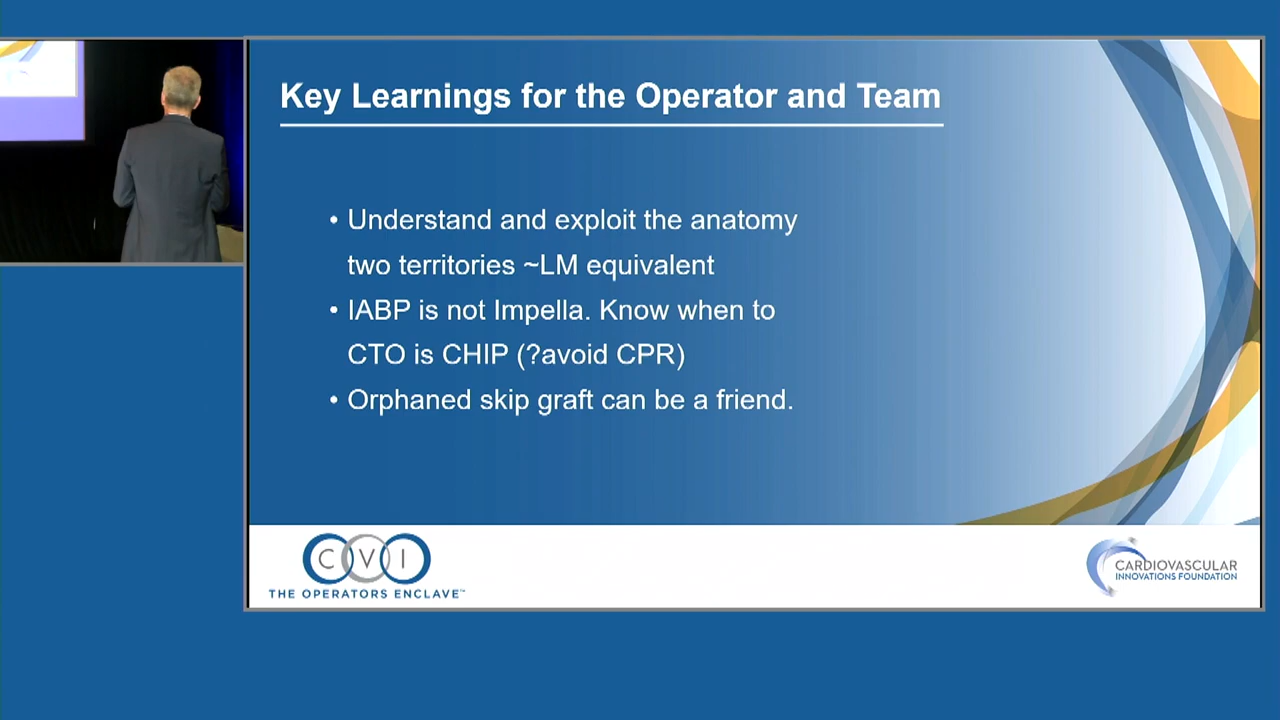 Key Learnings for the Operator and Team
• Understand and exploit the anatomy
two territories ~LM equivalent
• IABP is not Impella. Know when to
CTO is CHIP (?avoid CPR)
• Orphaned skip graft can be a friend.
CVI
THE OPERATORS ENCLAVE™
CARDIOVASCULAR
INNOVATIONS FOUNDATION